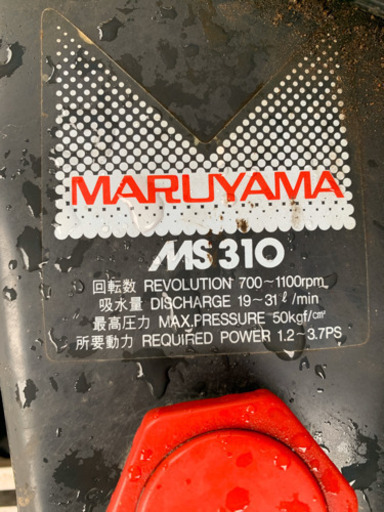 MARUYAMA
MS310
回転数 REVOLUTION 700~1100rpm
吸水量 DISCHARGE 19~31ℓ/min
最高圧力 MAX.PRESSURE 50kgf/cm²
所要動力 REQUIRED POWER 1.2~3.7PS